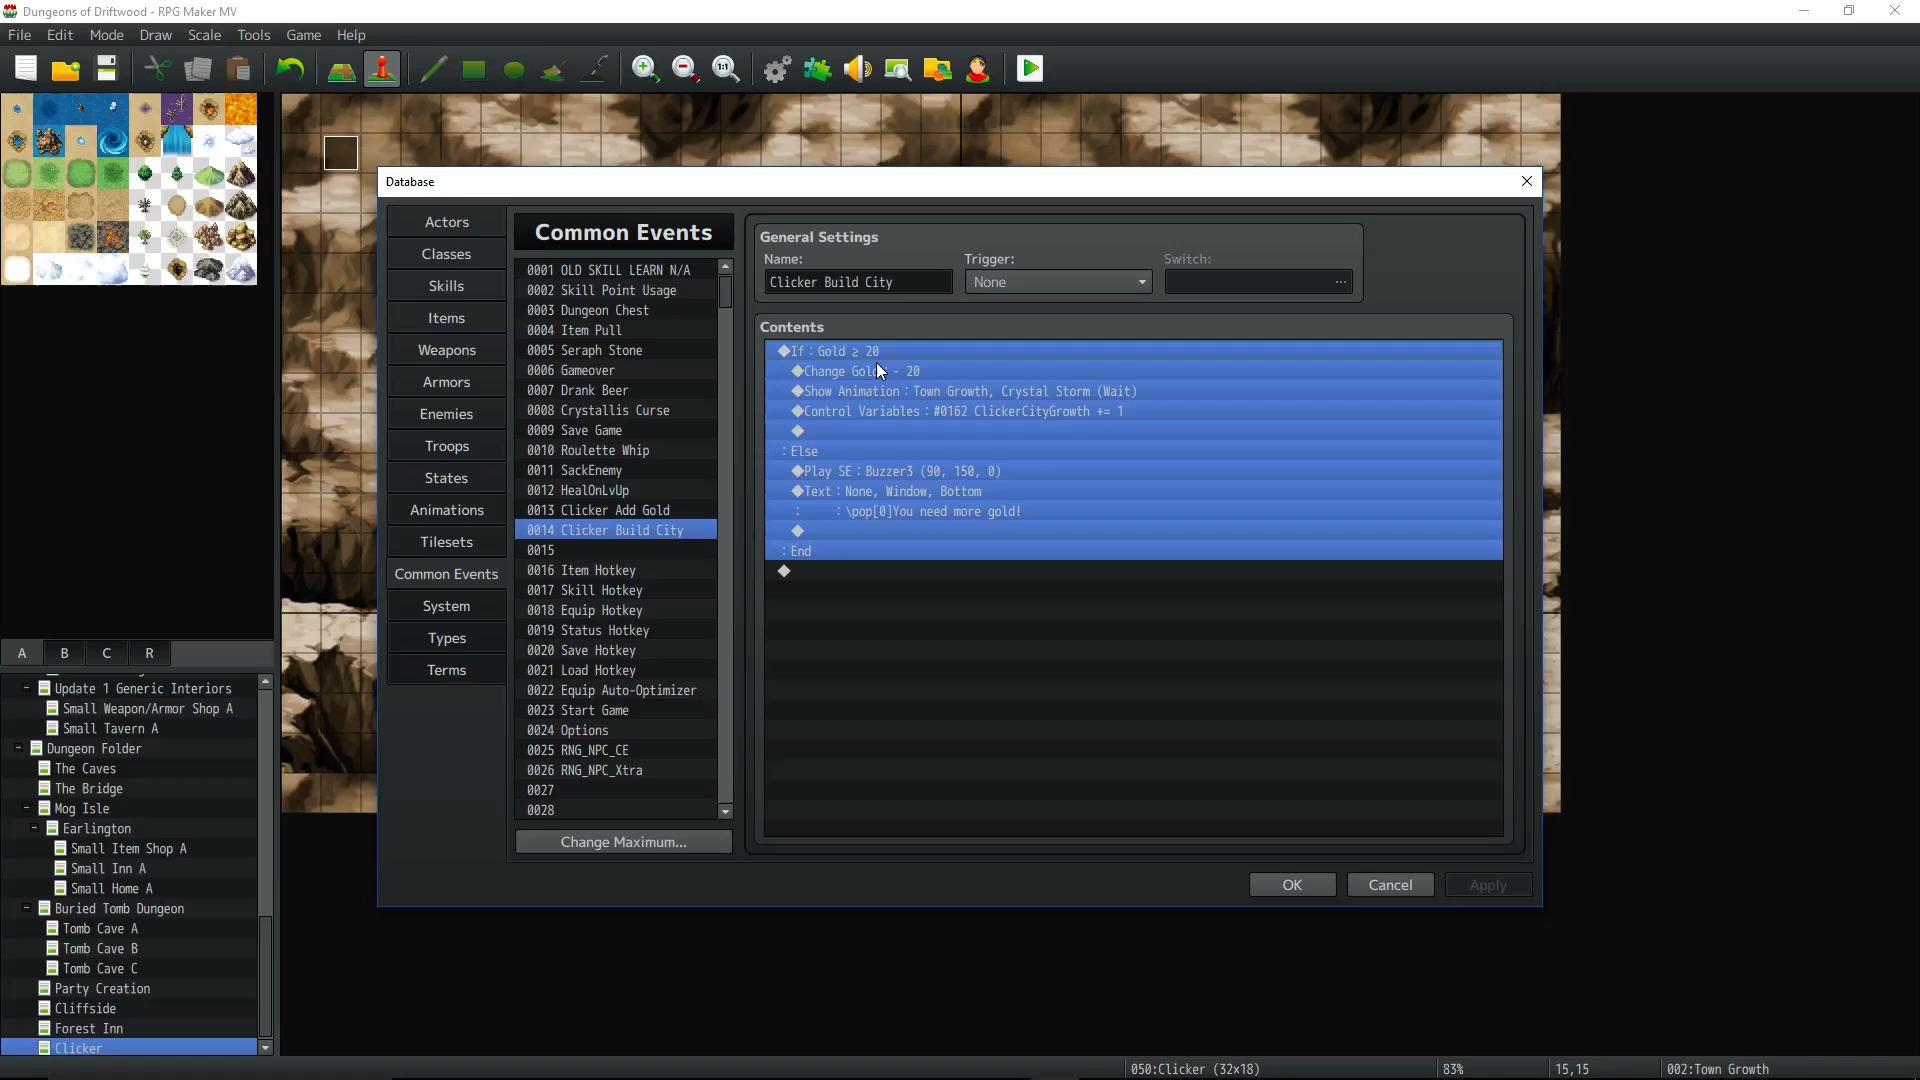 Dungeons of Driftwood - RPG Maker MV
File Edit Mode Draw Scale Tools Game Help
Database
Actors
Classes
Skills
Items
Weapons
Armors
Enemies
Troops
States
Animations
Tilesets
Common Events
System
Types
Terms
Common Events
0001 OLD SKILL LEARN N/A
0002 Skill Point Usage
0003 Dungeon Chest
0004 Item Pull
0005 Seraph Stone
0006 Gameover
0007 Drank Beer
0008 Crystallis Curse
0009 Save Game
0010 Roulette Whip
0011 SackEnemy
0012 HealOnLvUp
0013 Clicker Add Gold
0014 Clicker Build City
0015
0016 Item Hotkey
0017 Skill Hotkey
0018 Equip Hotkey
0019 Status Hotkey
0020 Save Hotkey
0021 Load Hotkey
0022 Equip Auto-Optimizer
0023 Start Game
0024 Options
0025 RNG_NPC_CE
0026 RNG_NPC_Xtra
0027
0028
Change Maximum...
General Settings
Name: Trigger: Switch:
Clicker Build City None ...
Contents
◆If : Gold ≥ 20
◆Change Gold - 20
◆Show Animation : Town Growth, Crystal Storm (Wait)
◆Control Variables : #0162 ClickerCityGrowth += 1
◆
: Else
◆Play SE : Buzzer3 (90, 150, 0)
◆Text : None, Window, Bottom
: : \pop[0]You need more gold!
◆
: End
◆
OK Cancel Apply
A B C R
Update 1 Generic Interiors
Small Weapon/Armor Shop A
Small Tavern A
Dungeon Folder
The Caves
The Bridge
Mog Isle
Earlington
Small Item Shop A
Small Inn A
Small Home A
Buried Tomb Dungeon
Tomb Cave A
Tomb Cave B
Tomb Cave C
Party Creation
Cliffside
Forest Inn
Clicker
050:Clicker (32×18) 83% 15,15 002:Town Growth